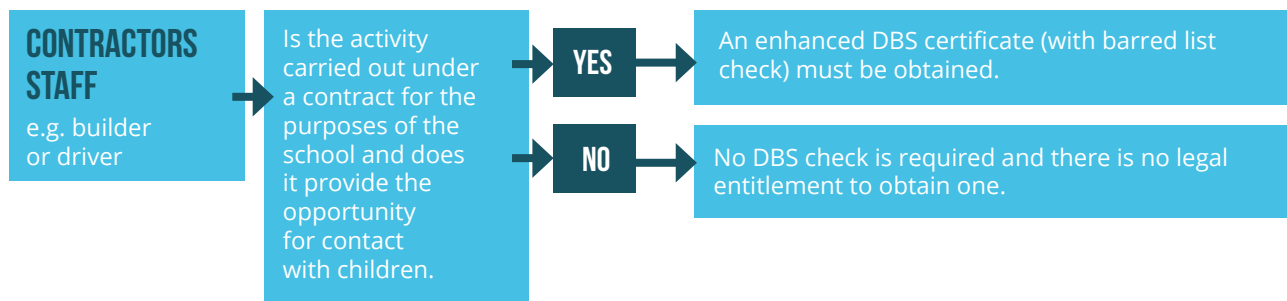 CONTRACTORS
STAFF
e.g. builder
or driver
Is the activity
carried out under
a contract for the
purposes of the
school and does
it provide the
opportunity
for contact
with children.
YES
An enhanced DBS certificate (with barred list
check) must be obtained.
NO
No DBS check is required and there is no legal
entitlement to obtain one.